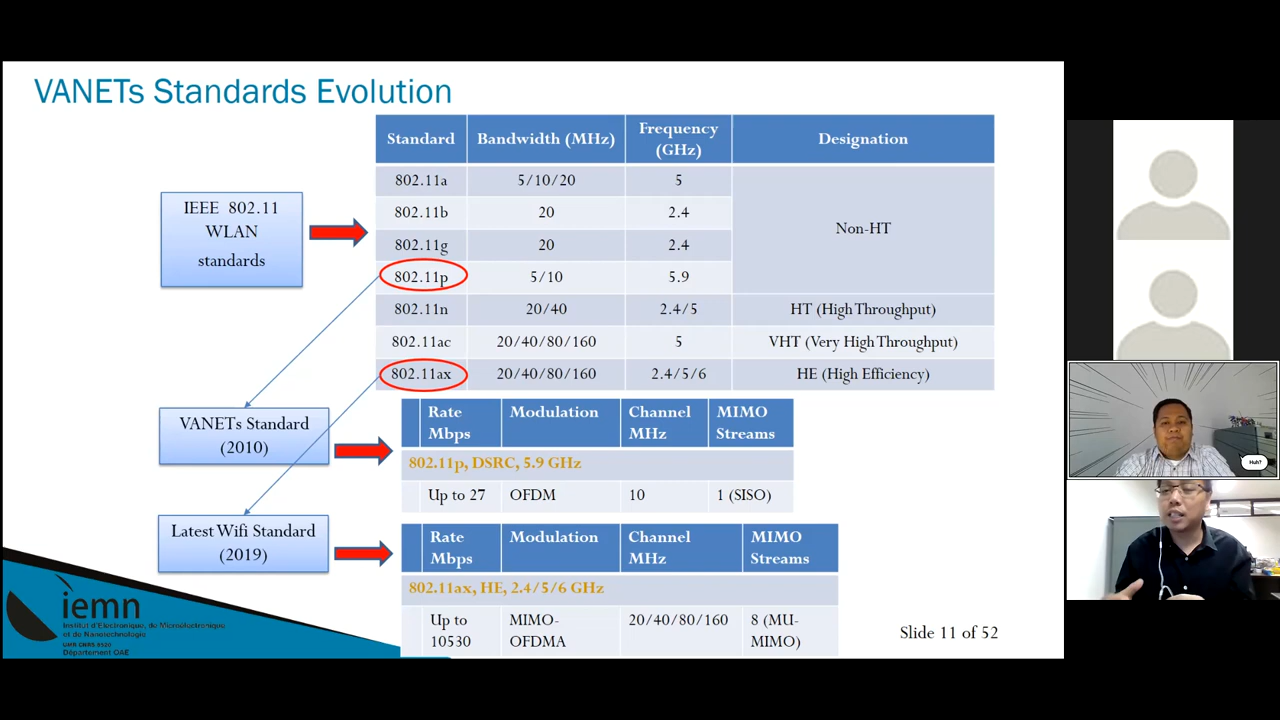 VANETs Standards Evolution
IEEE 802.11
WLAN
standards
Standard Bandwidth (MHz) Frequency (GHz) Designation
802.11a 5/10/20 5
802.11b 20 2.4
802.11g 20 2.4
Non-HT
802.11p 5/10 5.9
802.11n 20/40 2.4/5 HT (High Throughput)
802.11ac 20/40/80/160 5 VHT (Very High Throughput)
802.11ax 20/40/80/160 2.4/5/6 HE (High Efficiency)
VANETs Standard
(2010)
Rate Mbps Modulation Channel MHz MIMO Streams
802.11p, DSRC, 5.9 GHz
Up to 27 OFDM 10 1 (SISO)
Latest Wifi Standard
(2019)
Rate Mbps Modulation Channel MHz MIMO Streams
802.11ax, HE, 2.4/5/6 GHz
Up to 10530 MIMO-OFDMA 20/40/80/160 8 (MU-MIMO)
iemn
Institut d'Electronique, de Microélectronique
et de Nanotechnologie
UMR CNRS 8520
Département OAE
Slide 11 of 52
Huh?